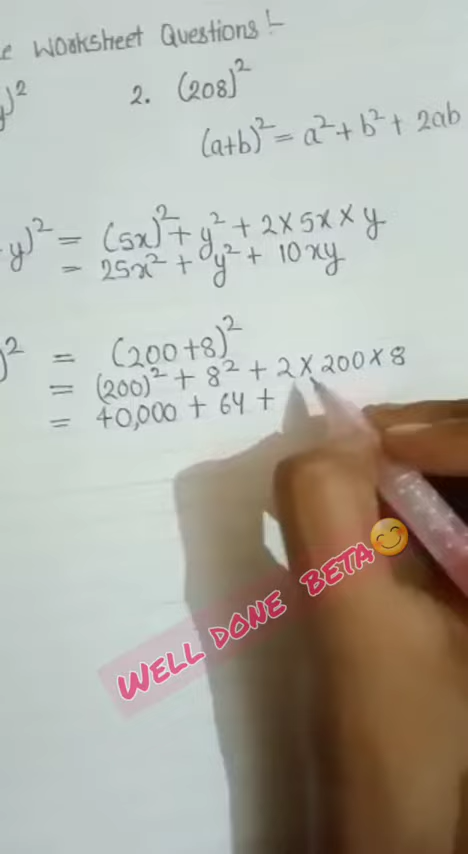 e Worksheet Questions :-
y)²
2. (208)²
(a+b)² = a² + b² + 2ab
- y)² = (5x)² + y² + 2 × 5x × y
= 25x² + y² + 10xy
)² = (200+8)²
= (200)² + 8² + 2 × 200 × 8
= 40,000 + 64 +
WELL DONE BETA😊